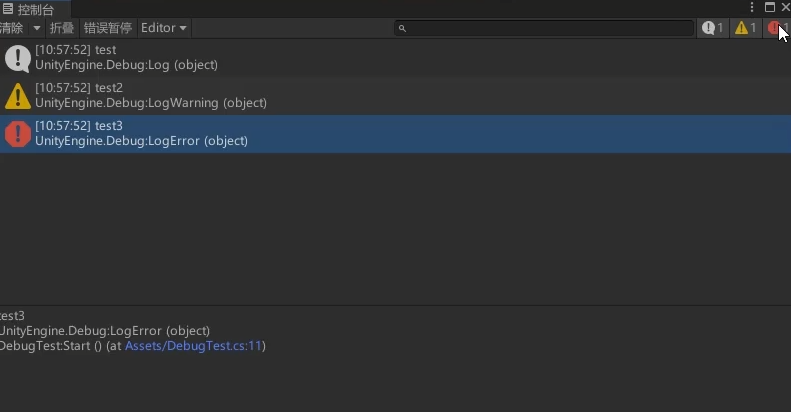 控制台
清除 折叠 错误暂停 Editor 1 1 1
[10:57:52] test
UnityEngine.Debug:Log (object)
[10:57:52] test2
UnityEngine.Debug:LogWarning (object)
[10:57:52] test3
UnityEngine.Debug:LogError (object)
test3
UnityEngine.Debug:LogError (object)
DebugTest:Start () (at Assets/DebugTest.cs:11)